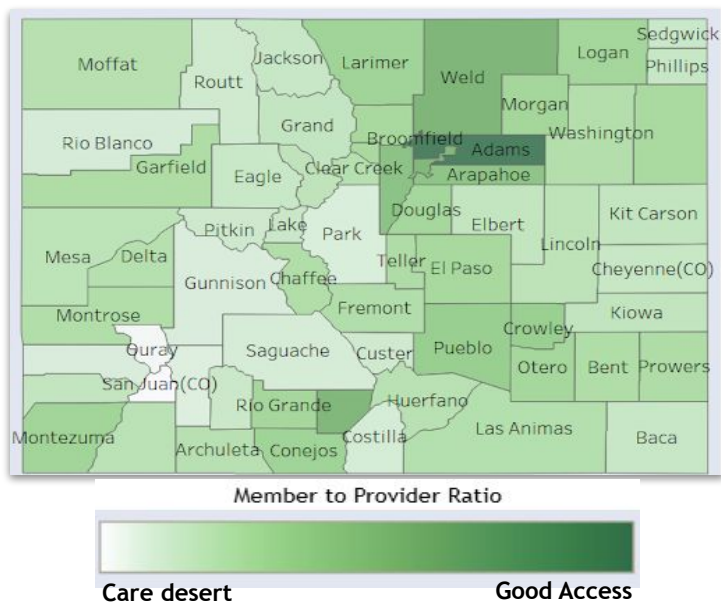 Sedgwick
Jackson
Larimer
Logan
Moffat
Phillips
Routt
Weld
Morgan
Grand
Broomfield
Washington
Rio Blanco
Adams
Garfield
Clear Creek
Eagle
Arapahoe
Douglas
Kit Carson
Pitkin
Lake
Elbert
Park
Lincoln
Mesa
Delta
Teller
El Paso
Cheyenne(CO)
Gunnison
Chaffee
Fremont
Kiowa
Montrose
Crowley
Ouray
Saguache
Custer
Pueblo
Otero
Bent
Prowers
San Juan(CO)
Rio Grande
Huerfano
Las Animas
Montezuma
Costilla
Baca
Archuleta
Conejos
Member to Provider Ratio
Care desert
Good Access